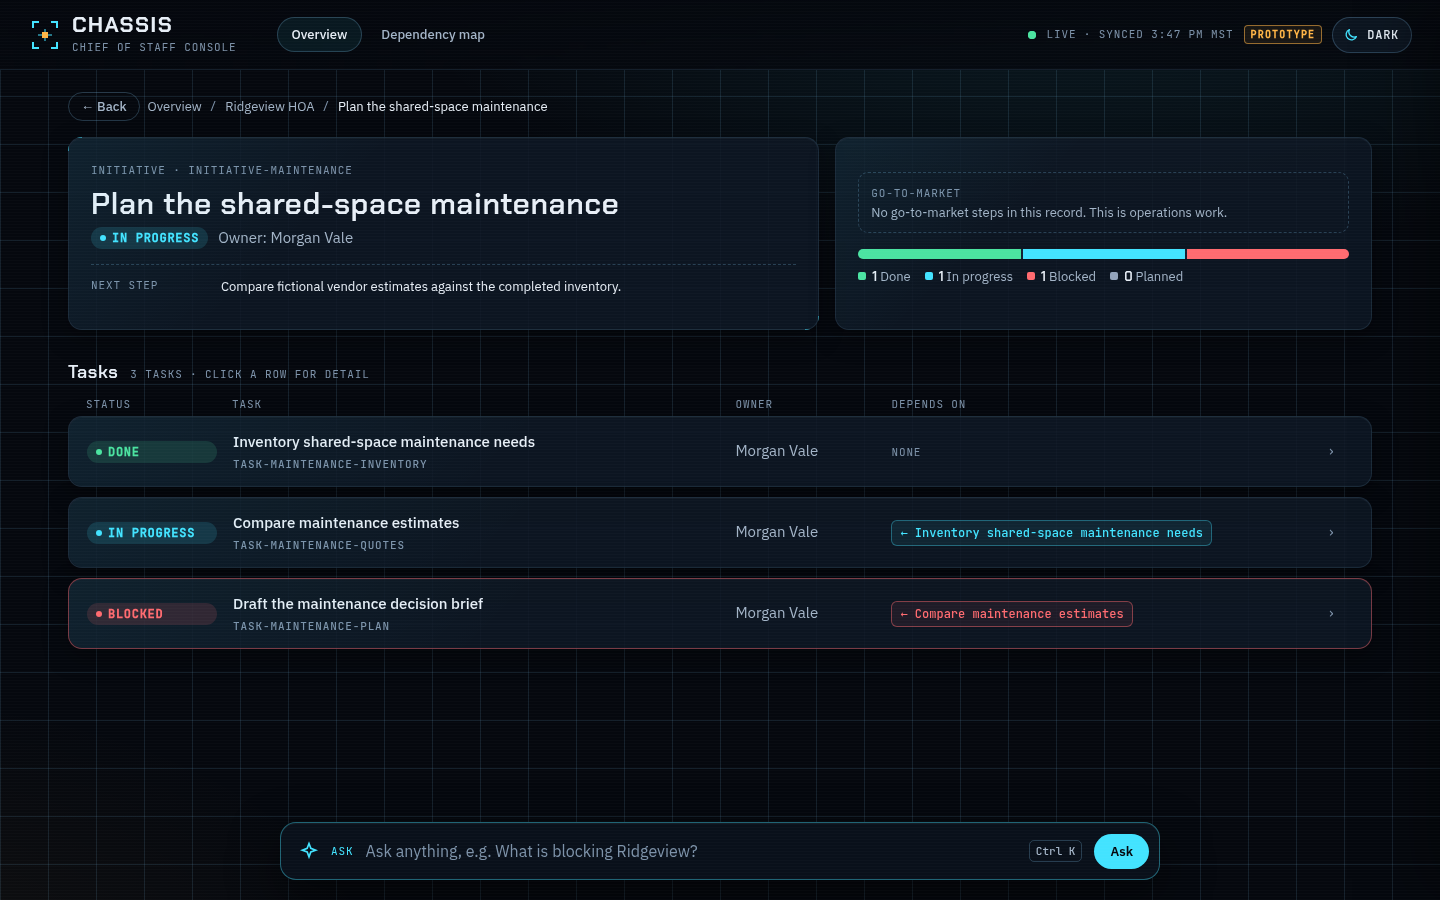 CHASSIS
CHIEF OF STAFF CONSOLE
Overview
Dependency map
LIVE · SYNCED 3:47 PM MST
PROTOTYPE
DARK
← Back
Overview / Ridgeview HOA / Plan the shared-space maintenance
INITIATIVE · INITIATIVE-MAINTENANCE
Plan the shared-space maintenance
IN PROGRESS
Owner: Morgan Vale
NEXT STEP
Compare fictional vendor estimates against the completed inventory.
GO-TO-MARKET
No go-to-market steps in this record. This is operations work.
1 Done
1 In progress
1 Blocked
0 Planned
Tasks
3 TASKS · CLICK A ROW FOR DETAIL
STATUS
TASK
OWNER
DEPENDS ON
DONE
Inventory shared-space maintenance needs
TASK-MAINTENANCE-INVENTORY
Morgan Vale
NONE
›
IN PROGRESS
Compare maintenance estimates
TASK-MAINTENANCE-QUOTES
Morgan Vale
← Inventory shared-space maintenance needs
›
BLOCKED
Draft the maintenance decision brief
TASK-MAINTENANCE-PLAN
Morgan Vale
← Compare maintenance estimates
›
ASK
Ask anything, e.g. What is blocking Ridgeview?
Ctrl K
Ask